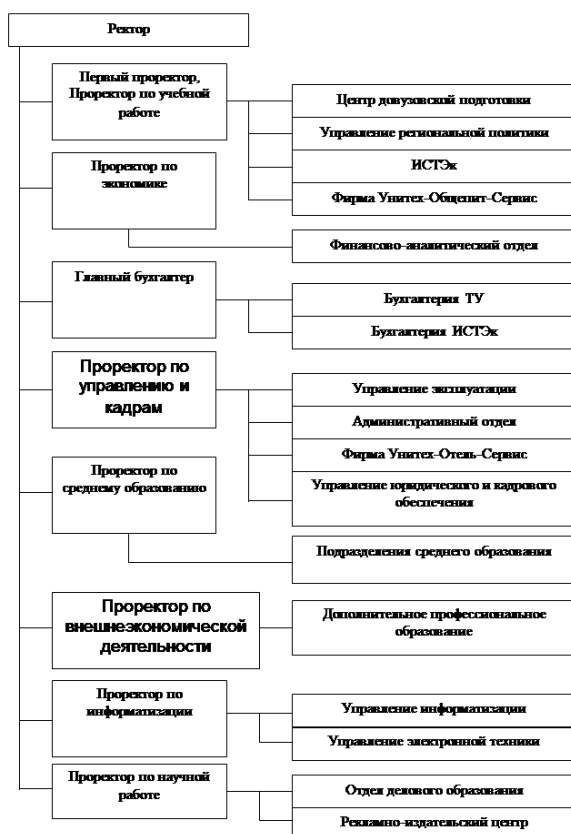 Ректор
Первый проректор,
Проректор по учебной
работе
Центр довузовской подготовки
Управление региональной политики
ИСТЭк
Фирма Унитех-Общепит-Сервис
Проректор по
экономике
Финансово-аналитический отдел
Главный бухгалтер
Бухгалтерия ТУ
Бухгалтерия ИСТЭк
Проректор по
управлению и
кадрам
Управление эксплуатации
Административный отдел
Фирма Унитех-Отель-Сервис
Управление юридического и кадрового
обеспечения
Проректор по
среднему образованию
Подразделения среднего образования
Проректор по
внешнеэкономической
деятельности
Дополнительное профессиональное
образование
Проректор по
информатизации
Управление информатизации
Управление электронной техники
Проректор по научной
работе
Отдел делового образования
Рекламно-издательский центр